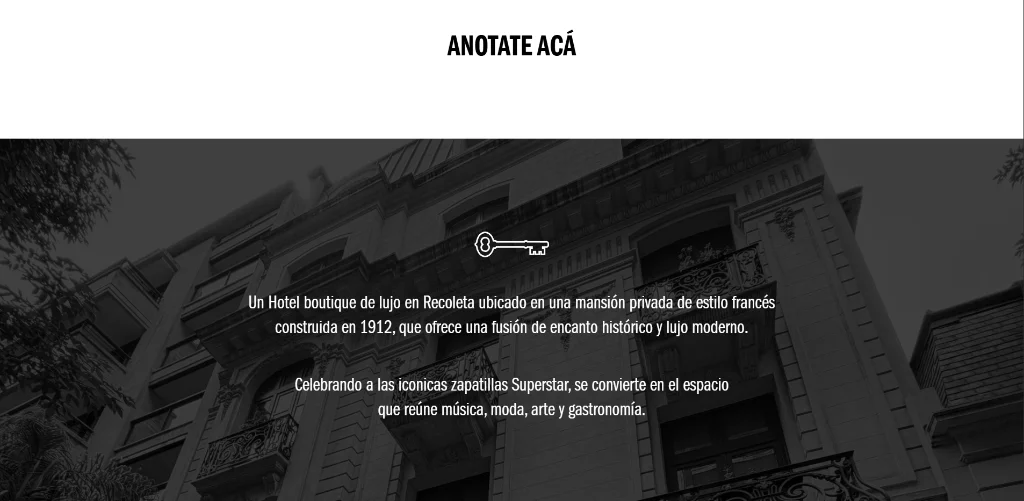 ANOTATE ACÁ
Un Hotel boutique de lujo en Recoleta ubicado en una mansión privada de estilo francés
construida en 1912, que ofrece una fusión de encanto histórico y lujo moderno.
Celebrando a las iconicas zapatillas Superstar, se convierte en el espacio
que reúne música, moda, arte y gastronomía.